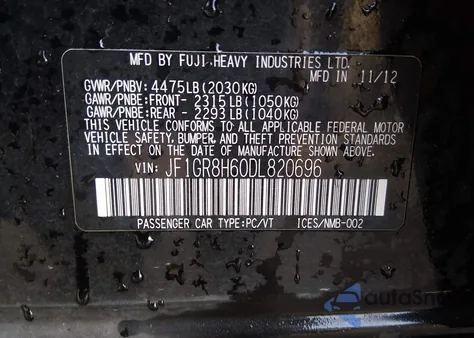 MFD BY FUJI HEAVY INDUSTRIES LTD.
MFD IN 11/12
GVWR/PNBV: 4475LB(2030KG)
GAWR/PNBE:FRONT- 2315LB(1050KG)
GAWR/PNBE:REAR - 2293LB(1040KG)
THIS VEHICLE CONFORMS TO ALL APPLICABLE FEDERAL MOTOR
VEHICLE SAFETY, BUMPER, AND THEFT PREVENTION STANDARDS
IN EFFECT ON THE DATE OF MANUFACTURE SHOWN ABOVE.
VIN: JF1GR8H60DL820696
PASSENGER CAR TYPE:PC/VT ICES/NMB-002